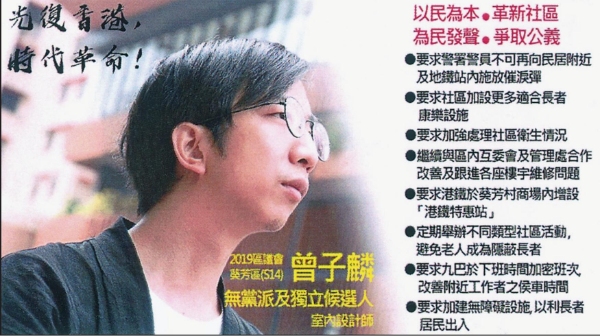 光復香港，
時代革命！
以民為本●革新社區
為民發聲●爭取公義
●要求警署警員不可再向民居附近
及地鐵站內施放催淚彈
●要求社區加設更多適合長者
康樂設施
●要求加強處理社區衛生情況
●繼續與區內互委會及管理處合作
改善及跟進各座樓宇維修問題
●要求港鐵於葵芳村商場內增設
「港鐵特惠站」
●定期舉辦不同類型社區活動，
避免老人成為隱蔽長者
●要求九巴於下班時間加密班次，
改善附近工作者之侯車時間
●要求加建無障礙設施，以利長者
居民出入
2019區議會
葵芳區(S14)
曾子麟
無黨派及獨立候選人
室內設計師